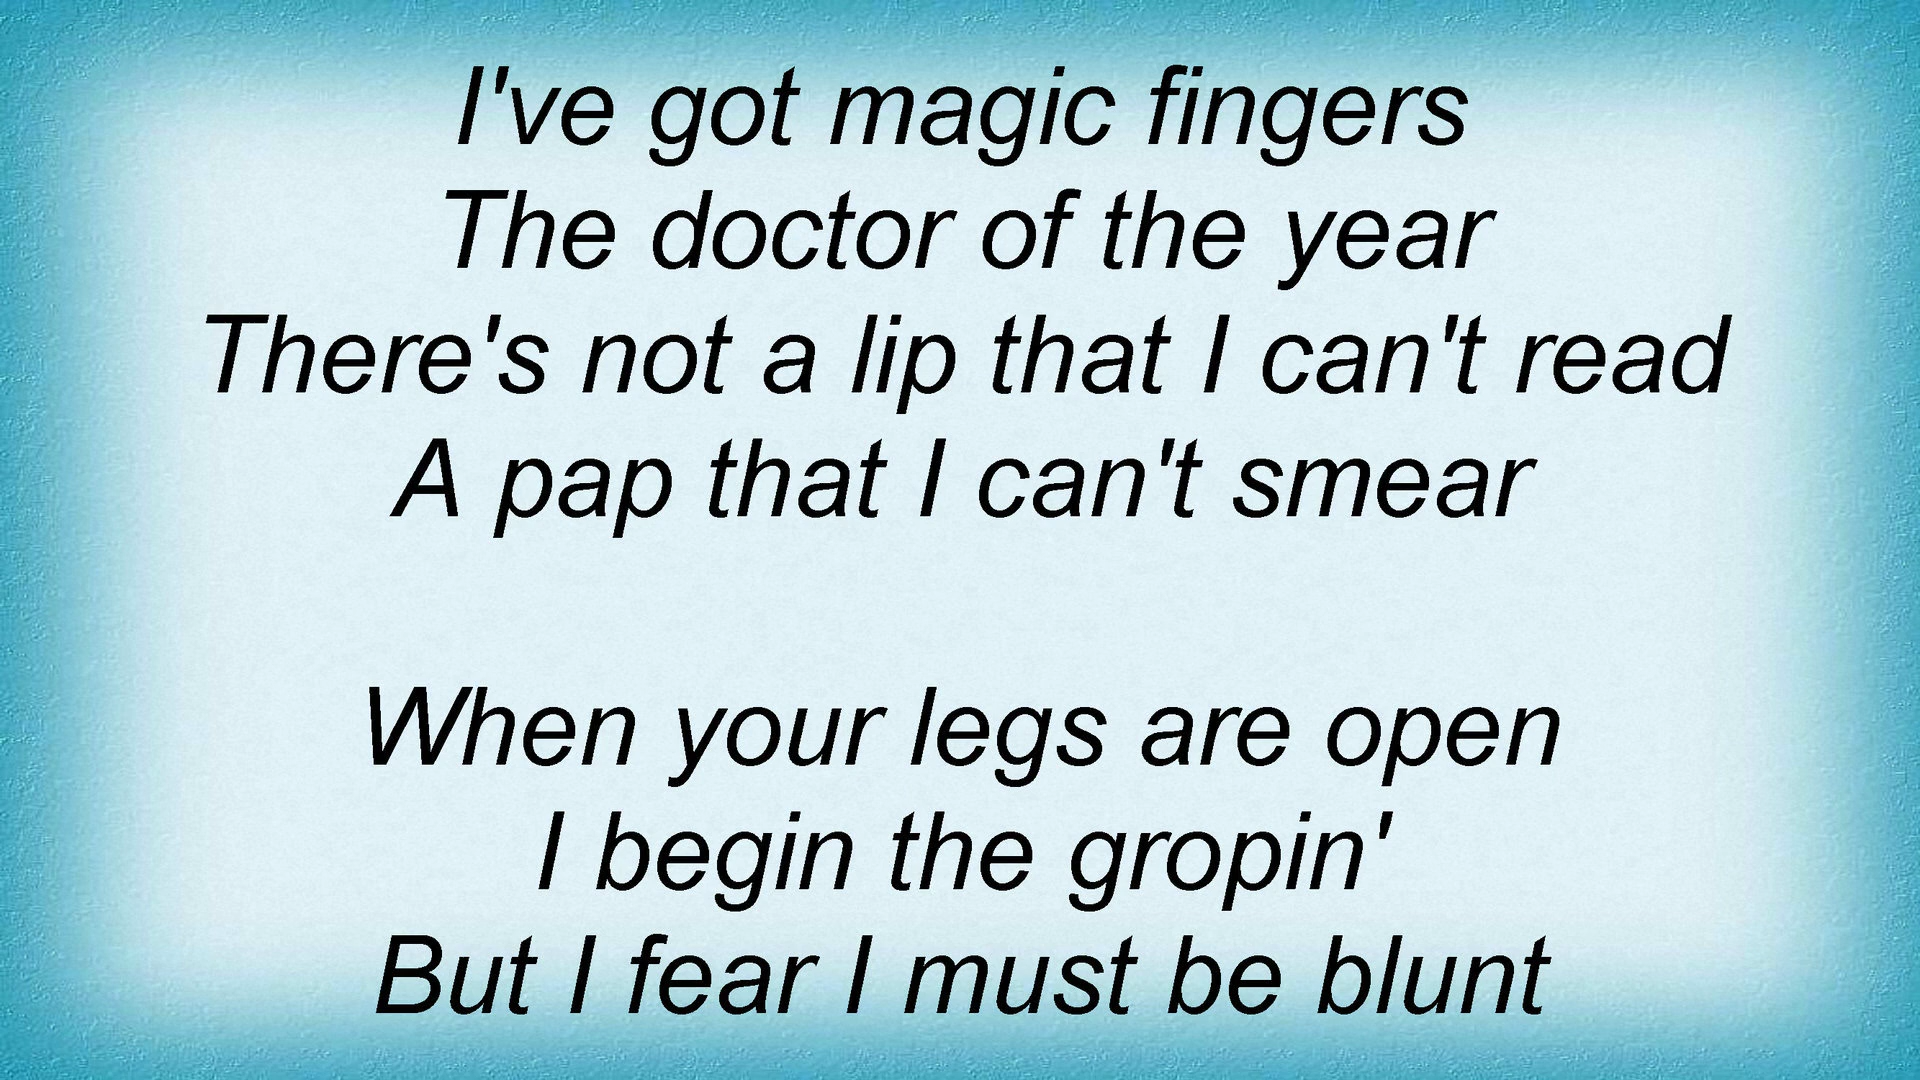 I've got magic fingers
The doctor of the year
There's not a lip that I can't read
A pap that I can't smear
When your legs are open
I begin the gropin'
But I fear I must be blunt